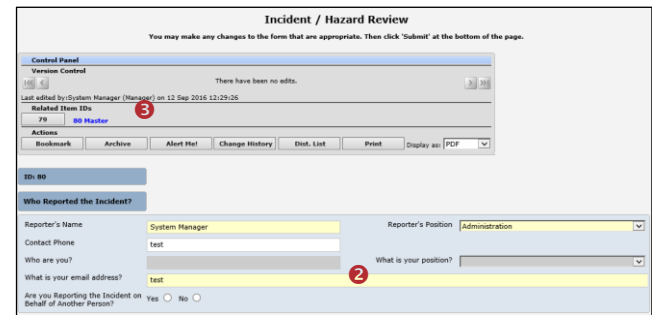 Incident / Hazard Review
You may make any changes to the form that are appropriate. Then click 'Submit' at the bottom of the page.
Control Panel
Version Control
There have been no edits.
Last edited by:System Manager (Manager) on 12 Sep 2016 12:29:26
Related Item IDs
3
79 80 Master
Actions
Bookmark Archive Alert Me! Change History Dist. List Print Display as: PDF
ID: 80
Who Reported the Incident?
Reporter's Name System Manager Reporter's Position Administration
Contact Phone test
Who are you? What is your position?
2
What is your email address? test
Are you Reporting the Incident on Yes No
Behalf of Another Person?